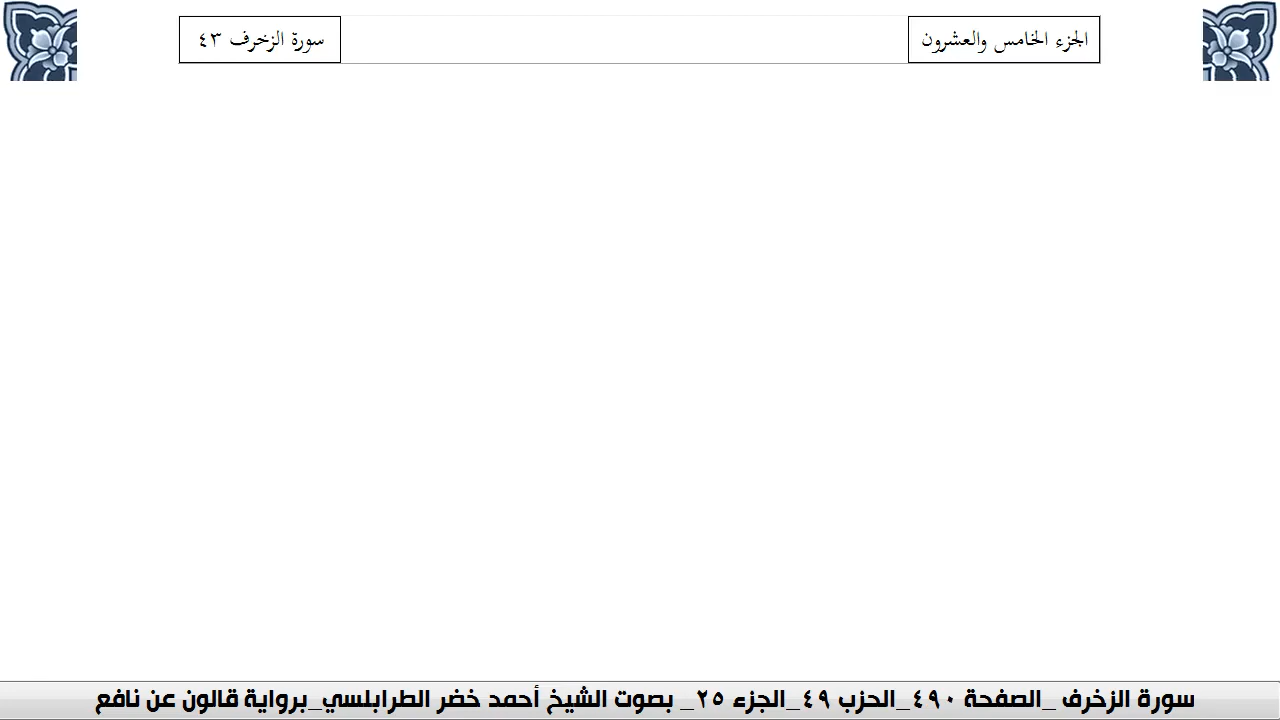 الجزء الخامس والعشرون
سورة الزخرف ٤٣
سورة الزخرف _الصفحة ٤٩٠_الحزب ٤٩_الجزء ٢٥_ بصوت الشيخ أحمد خضر الطرابلسي_برواية قالون عن نافع